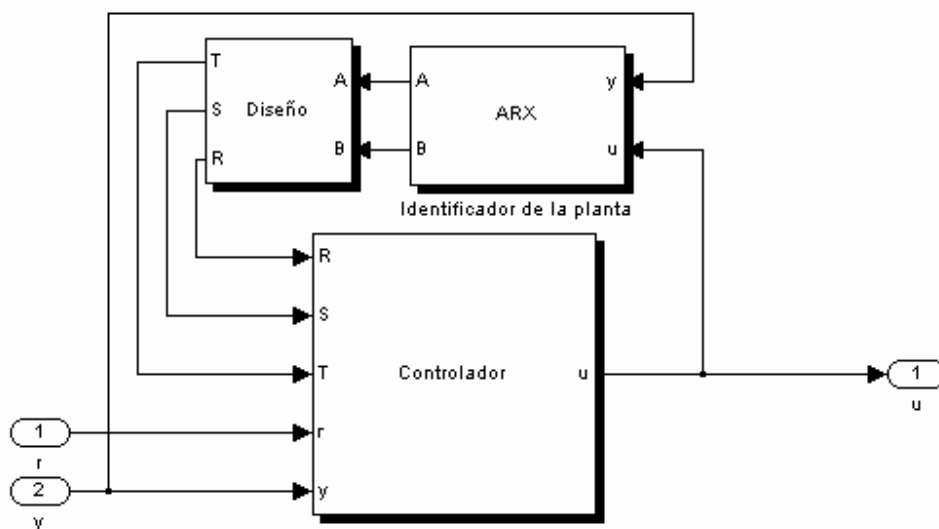 T
S
R
Diseño
A
B
A
B
ARX
y
u
Identificador de la planta
R
S
T
r
y
Controlador
u
1
r
2
y
1
u